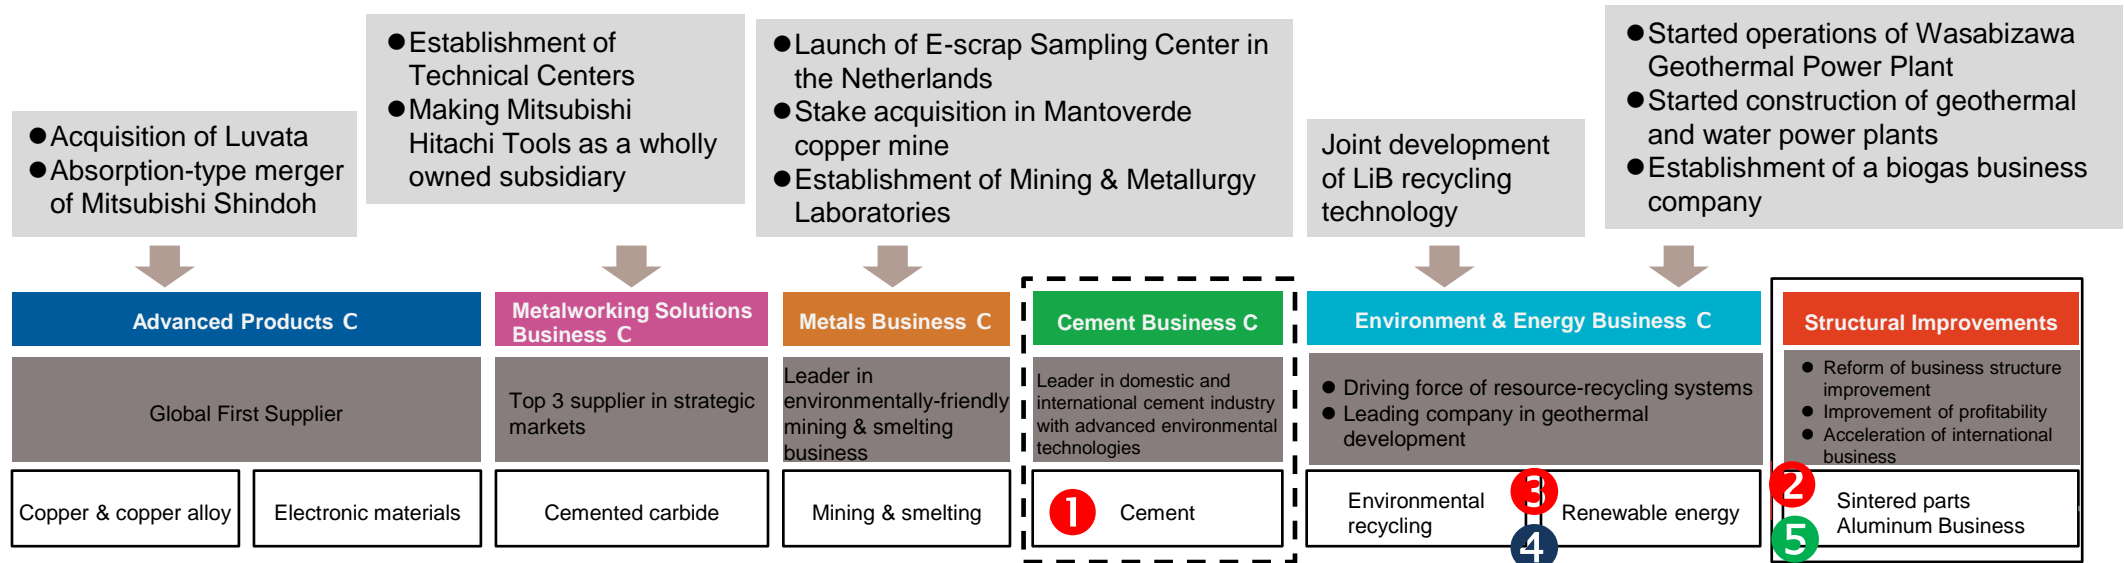 ●Acquisition of Luvata
●Absorption-type merger
of Mitsubishi Shindoh
●Establishment of
Technical Centers
●Making Mitsubishi
Hitachi Tools as a wholly
owned subsidiary
●Launch of E-scrap Sampling Center in
the Netherlands
●Stake acquisition in Mantoverde
copper mine
●Establishment of Mining & Metallurgy
Laboratories
Joint development
of LiB recycling
technology
●Started operations of Wasabizawa
Geothermal Power Plant
●Started construction of geothermal
and water power plants
●Establishment of a biogas business
company
Advanced Products C
Metalworking Solutions
Business C
Metals Business C
Cement Business C
Environment & Energy Business C
Structural Improvements
Global First Supplier
Top 3 supplier in strategic
markets
Leader in
environmentally-friendly
mining & smelting
business
Leader in domestic and
international cement industry
with advanced environmental
technologies
● Driving force of resource-recycling systems
● Leading company in geothermal
development
● Reform of business structure
improvement
● Improvement of profitability
● Acceleration of international
business
Copper & copper alloy
Electronic materials
Cemented carbide
Mining & smelting
1 Cement
Environmental
recycling
3
4
Renewable energy
2
5
Sintered parts
Aluminum Business